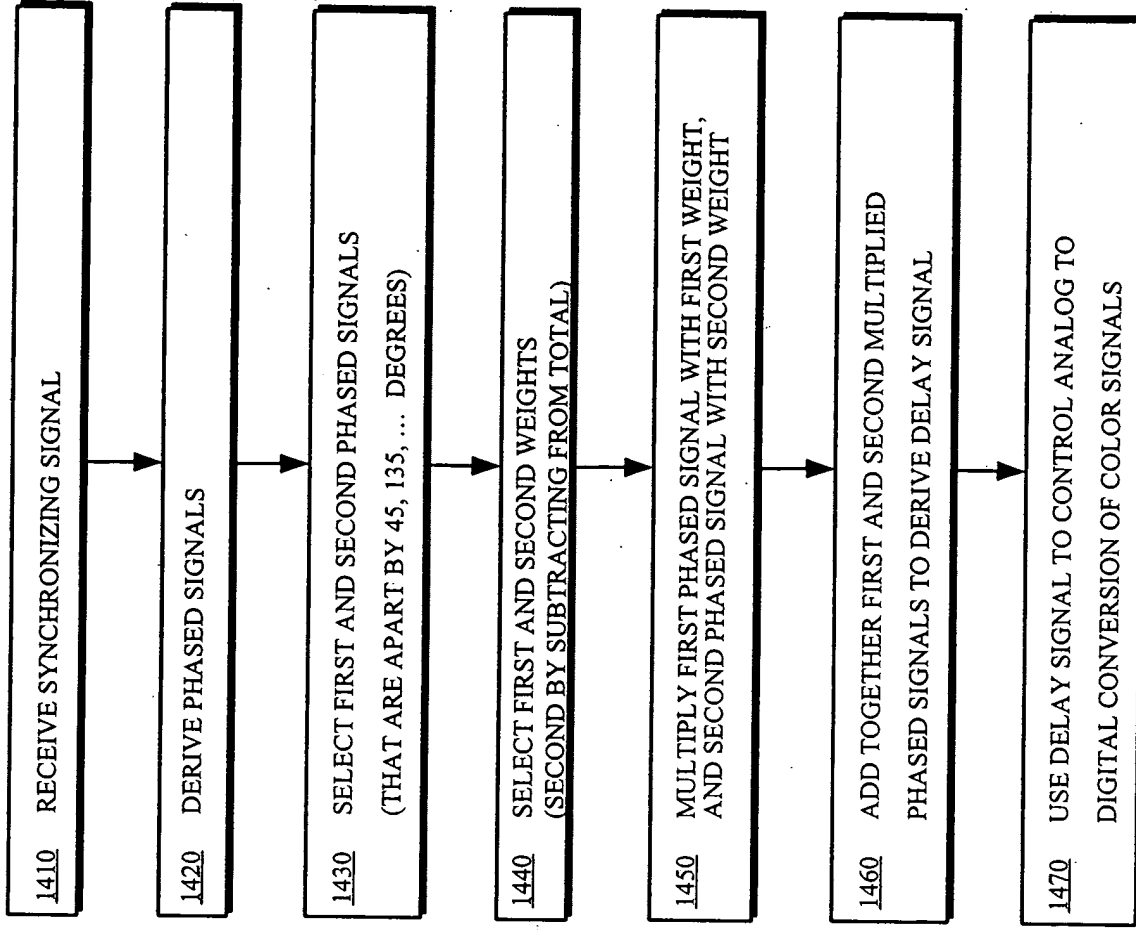 1410 RECEIVE SYNCHRONIZING SIGNAL
1420 DERIVE PHASED SIGNALS
1430 SELECT FIRST AND SECOND PHASED SIGNALS
(THAT ARE APART BY 45, 135, ... DEGREES)
1440 SELECT FIRST AND SECOND WEIGHTS
(SECOND BY SUBTRACTING FROM TOTAL)
1450 MULTIPLY FIRST PHASED SIGNAL WITH FIRST WEIGHT,
AND SECOND PHASED SIGNAL WITH SECOND WEIGHT
1460 ADD TOGETHER FIRST AND SECOND MULTIPLIED
PHASED SIGNALS TO DERIVE DELAY SIGNAL
1470 USE DELAY SIGNAL TO CONTROL ANALOG TO
DIGITAL CONVERSION OF COLOR SIGNALS